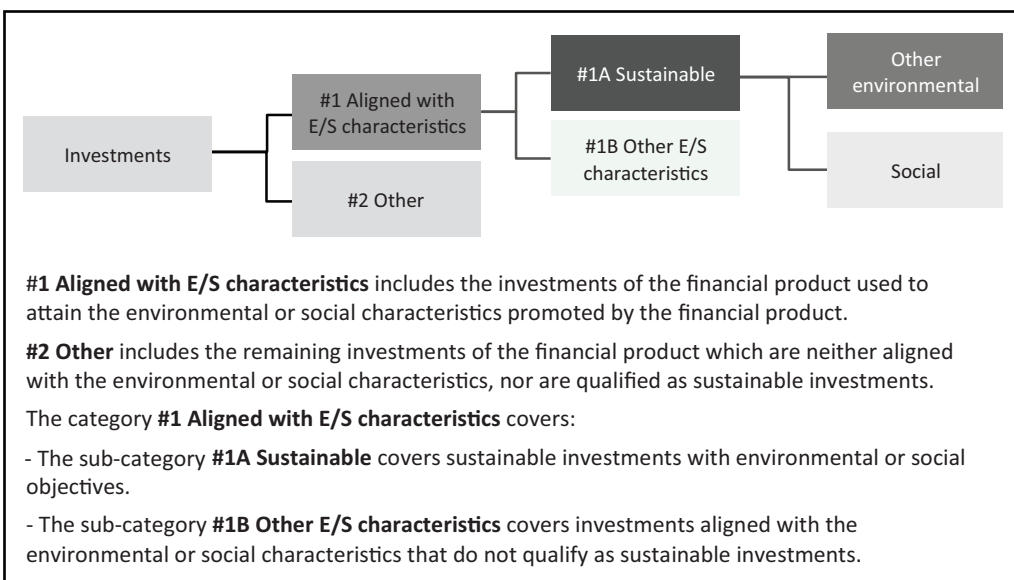 Investments
#1 Aligned with
E/S characteristics
#2 Other
#1A Sustainable
#1B Other E/S
characteristics
Other
environmental
Social
#1 Aligned with E/S characteristics includes the investments of the financial product used to
attain the environmental or social characteristics promoted by the financial product.
#2 Other includes the remaining investments of the financial product which are neither aligned
with the environmental or social characteristics, nor are qualified as sustainable investments.
The category #1 Aligned with E/S characteristics covers:
- The sub-category #1A Sustainable covers sustainable investments with environmental or social
objectives.
- The sub-category #1B Other E/S characteristics covers investments aligned with the
environmental or social characteristics that do not qualify as sustainable investments.